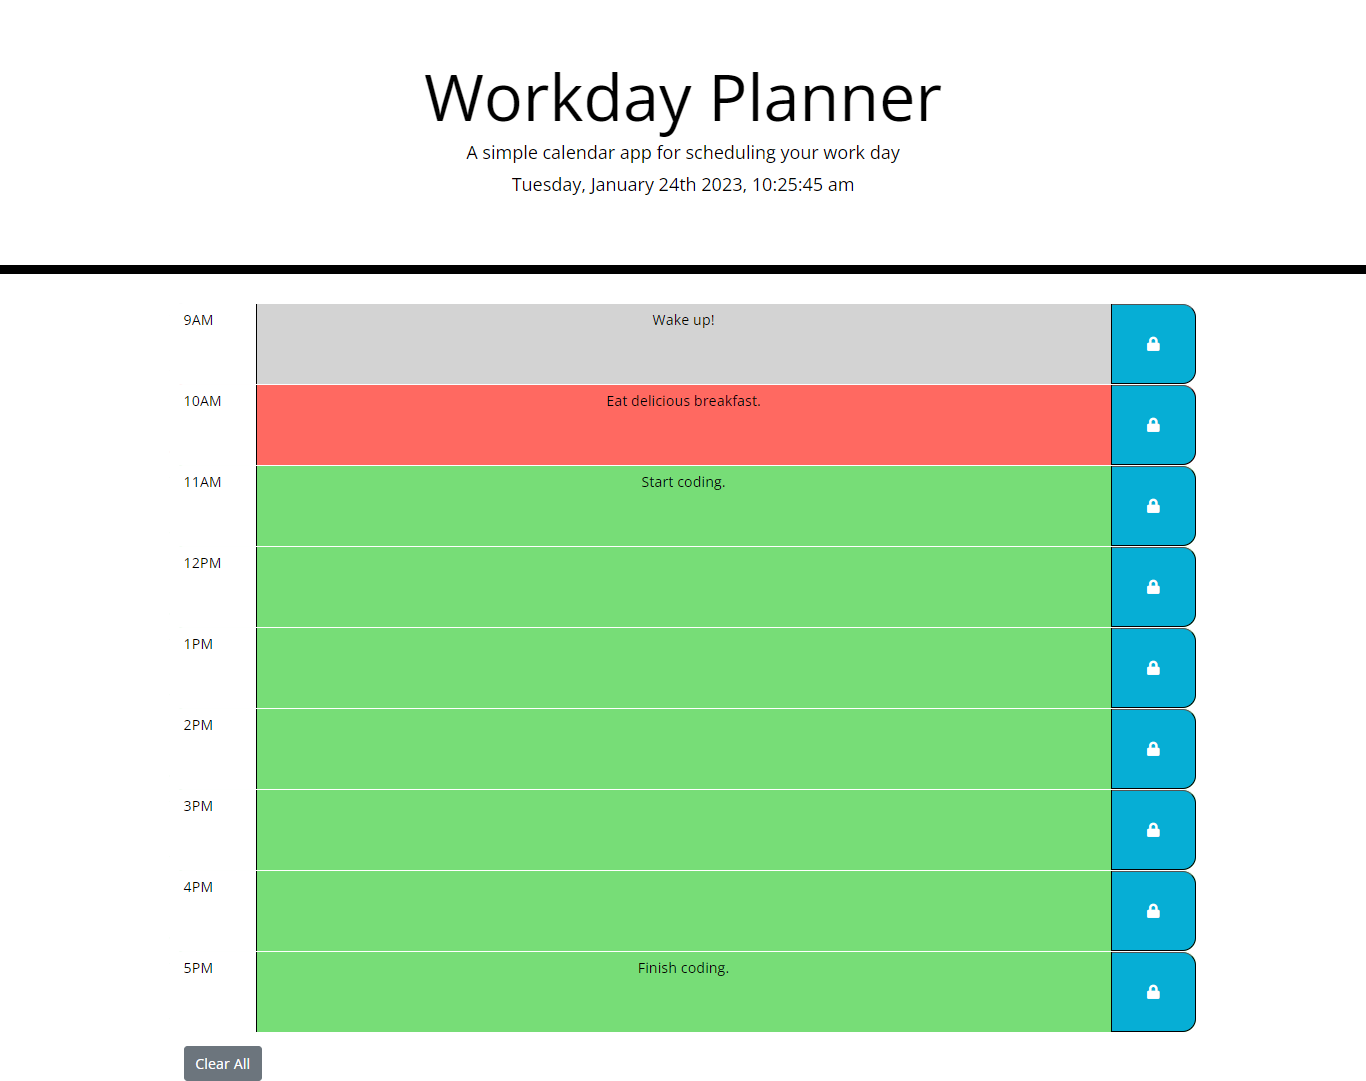 Workday Planner
A simple calendar app for scheduling your work day
Tuesday, January 24th 2023, 10:25:45 am
9AM Wake up!
10AM Eat delicious breakfast.
11AM Start coding.
12PM
1PM
2PM
3PM
4PM
5PM Finish coding.
Clear All